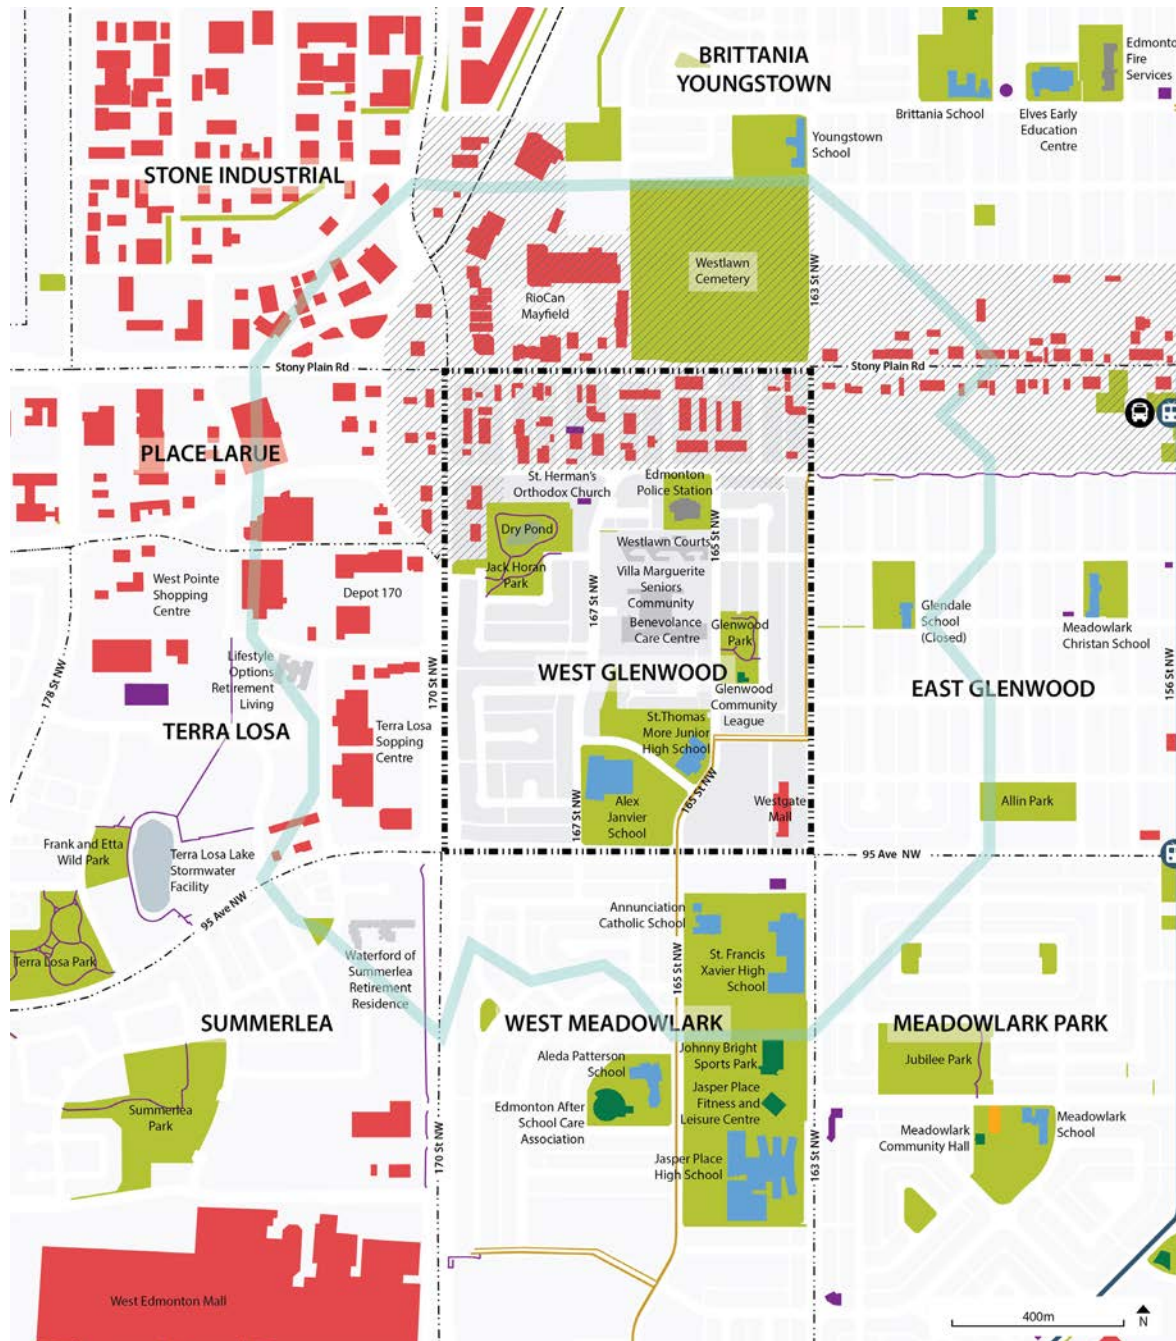 BRITTANIA
YOUNGSTOWN
Edmonto
Fire
Services
Brittania School
Elves Early
Education
Centre
Youngstown
School
STONE INDUSTRIAL
Westlawn
Cemetery
163 St NW
RioCan
Mayfield
Stony Plain Rd
Stony Plain Rd
PLACE LARUE
St. Herman's
Orthodox Church
Edmonton
Police Station
165 St NW
Dry Pond
Westlawn Courts
Jack Horan
Park
167 St NW
Villa Marguerite
Seniors
Community
Benevolance
Care Centre
Glenwood
Park
West Pointe
Shopping
Centre
Depot 170
Glendale
School
(Closed)
Meadowlark
Christan School
Lifestyle
Options
Retirement
Living
170 St NW
178 St NW
156 St NW
WEST GLENWOOD
EAST GLENWOOD
Glenwood
Community
League
TERRA LOSA
Terra Losa
Sopping
Centre
St.Thomas
More Junior
High School
165 St NW
167 St NW
Alex
Janvier
School
Westgate
Mall
Allin Park
Frank and Etta
Wild Park
Terra Losa Lake
Stormwater
Facility
95 Ave NW
95 Ave NW
Annunciation
Catholic School
Terra Losa Park
Waterford of
Summerlea
Retirement
Residence
165 St NW
St. Francis
Xavier High
School
SUMMERLEA
WEST MEADOWLARK
MEADOWLARK PARK
Aleda Patterson
School
Johnny Bright
Sports Park
Jubilee Park
Jasper Place
Fitness and
Leisure Centre
Summerlea
Park
Edmonton After
School Care
Association
Meadowlark
Community Hall
Meadowlark
School
170 St NW
Jasper Place
High School
163 St NW
West Edmonton Mall
400m
N